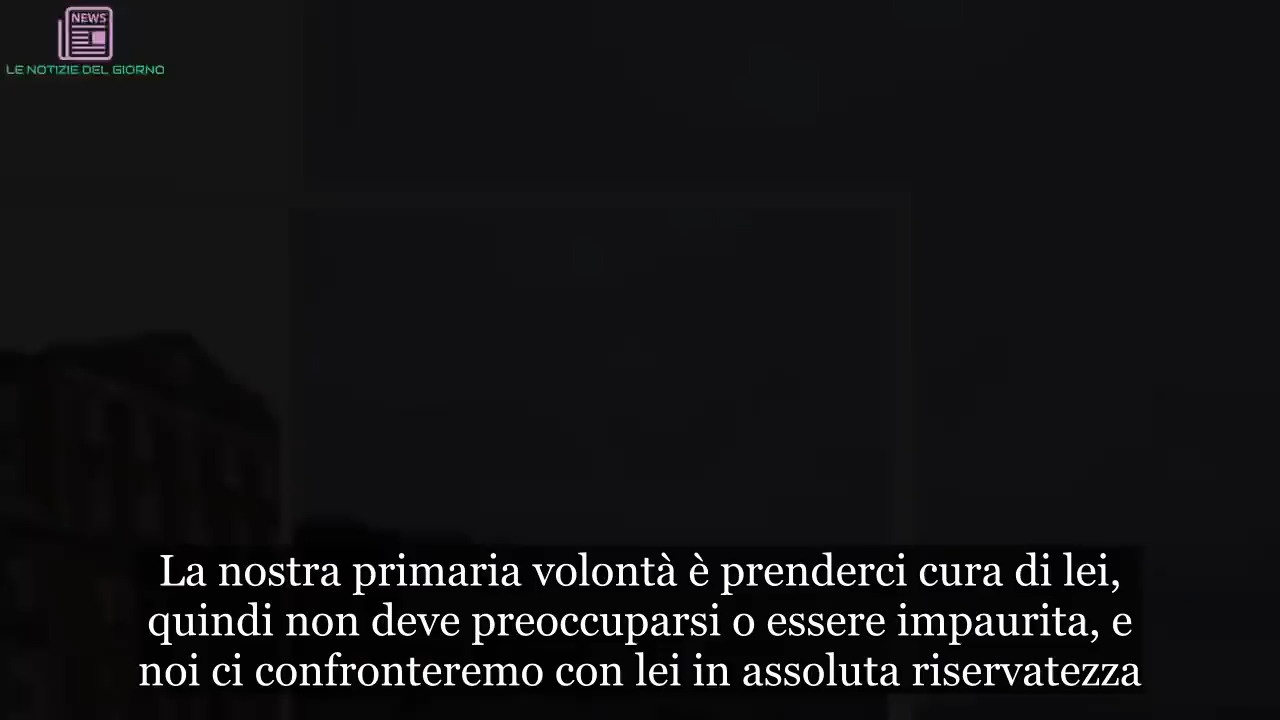 NEWS
LE NOTIZIE DEL GIORNO
La nostra primaria volontà è prenderci cura di lei,
quindi non deve preoccuparsi o essere impaurita, e
noi ci confronteremo con lei in assoluta riservatezza